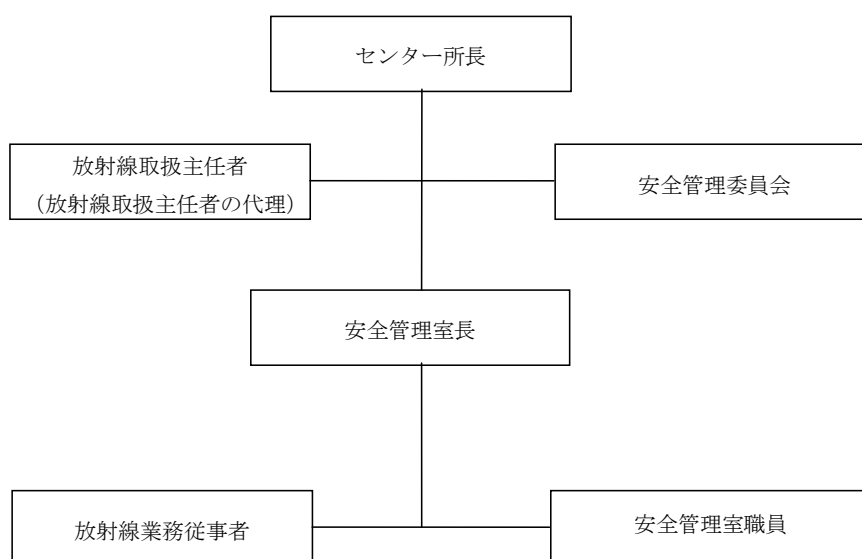 センター所長
放射線取扱主任者
（放射線取扱主任者の代理）
安全管理委員会
安全管理室長
放射線業務従事者
安全管理室職員